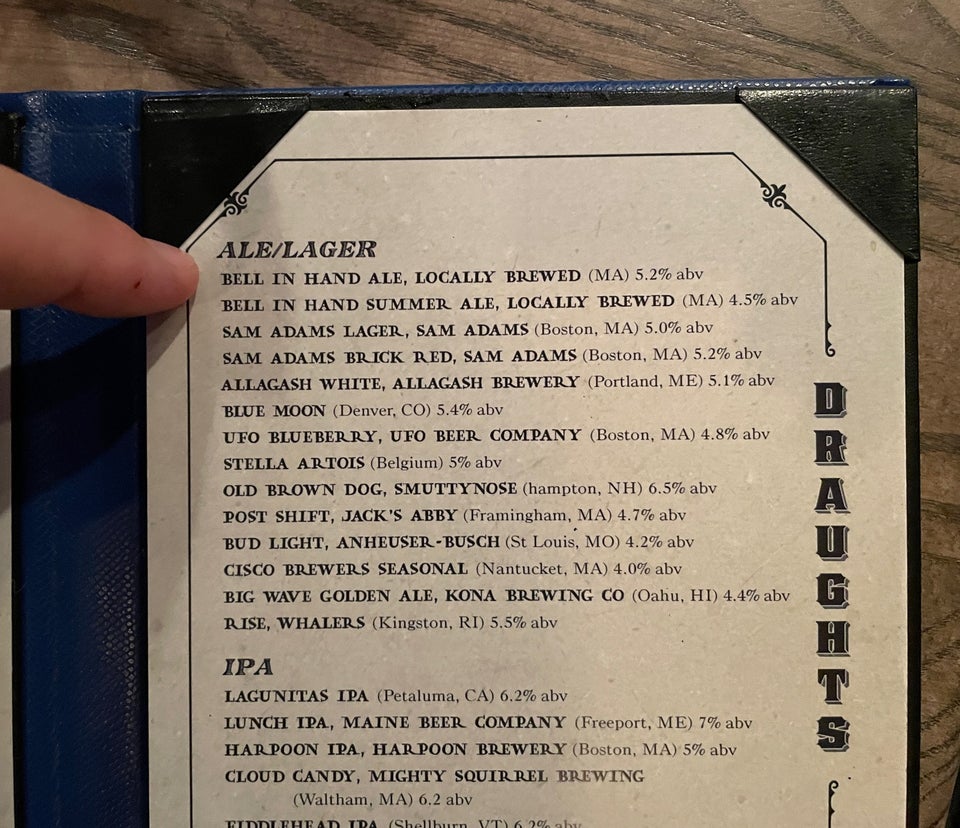 ALE/LAGER
BELL IN HAND ALE, LOCALLY BREWED (MA) 5.2% abv
BELL IN HAND SUMMER ALE, LOCALLY BREWED (MA) 4.5% abv
SAM ADAMS LAGER, SAM ADAMS (Boston, MA) 5.0% abv
SAM ADAMS BRICK RED, SAM ADAMS (Boston, MA) 5.2% abv
ALLAGASH WHITE, ALLAGASH BREWERY (Portland, ME) 5.1% abv
BLUE MOON (Denver, CO) 5.4% abv
UFO BLUEBERRY, UFO BEER COMPANY (Boston, MA) 4.8% abv
STELLA ARTOIS (Belgium) 5% abv
OLD BROWN DOG, SMUTTYNOSE (hampton, NH) 6.5% abv
POST SHIFT, JACK'S ABBY (Framingham, MA) 4.7% abv
BUD LIGHT, ANHEUSER-BUSCH (St Louis, MO) 4.2% abv
CISCO BREWERS SEASONAL (Nantucket, MA) 4.0% abv
BIG WAVE GOLDEN ALE, KONA BREWING CO (Oahu, HI) 4.4% abv
RISE, WHALERS (Kingston, RI) 5.5% abv
IPA
LAGUNITAS IPA (Petaluma, CA) 6.2% abv
LUNCH IPA, MAINE BEER COMPANY (Freeport, ME) 7% abv
HARPOON IPA, HARPOON BREWERY (Boston, MA) 5% abv
CLOUD CANDY, MIGHTY SQUIRREL BREWING
(Waltham, MA) 6.2 abv
FIDDLEHEAD IPA (Shellburn, VT) 6.2% abv
DRAUGHTS